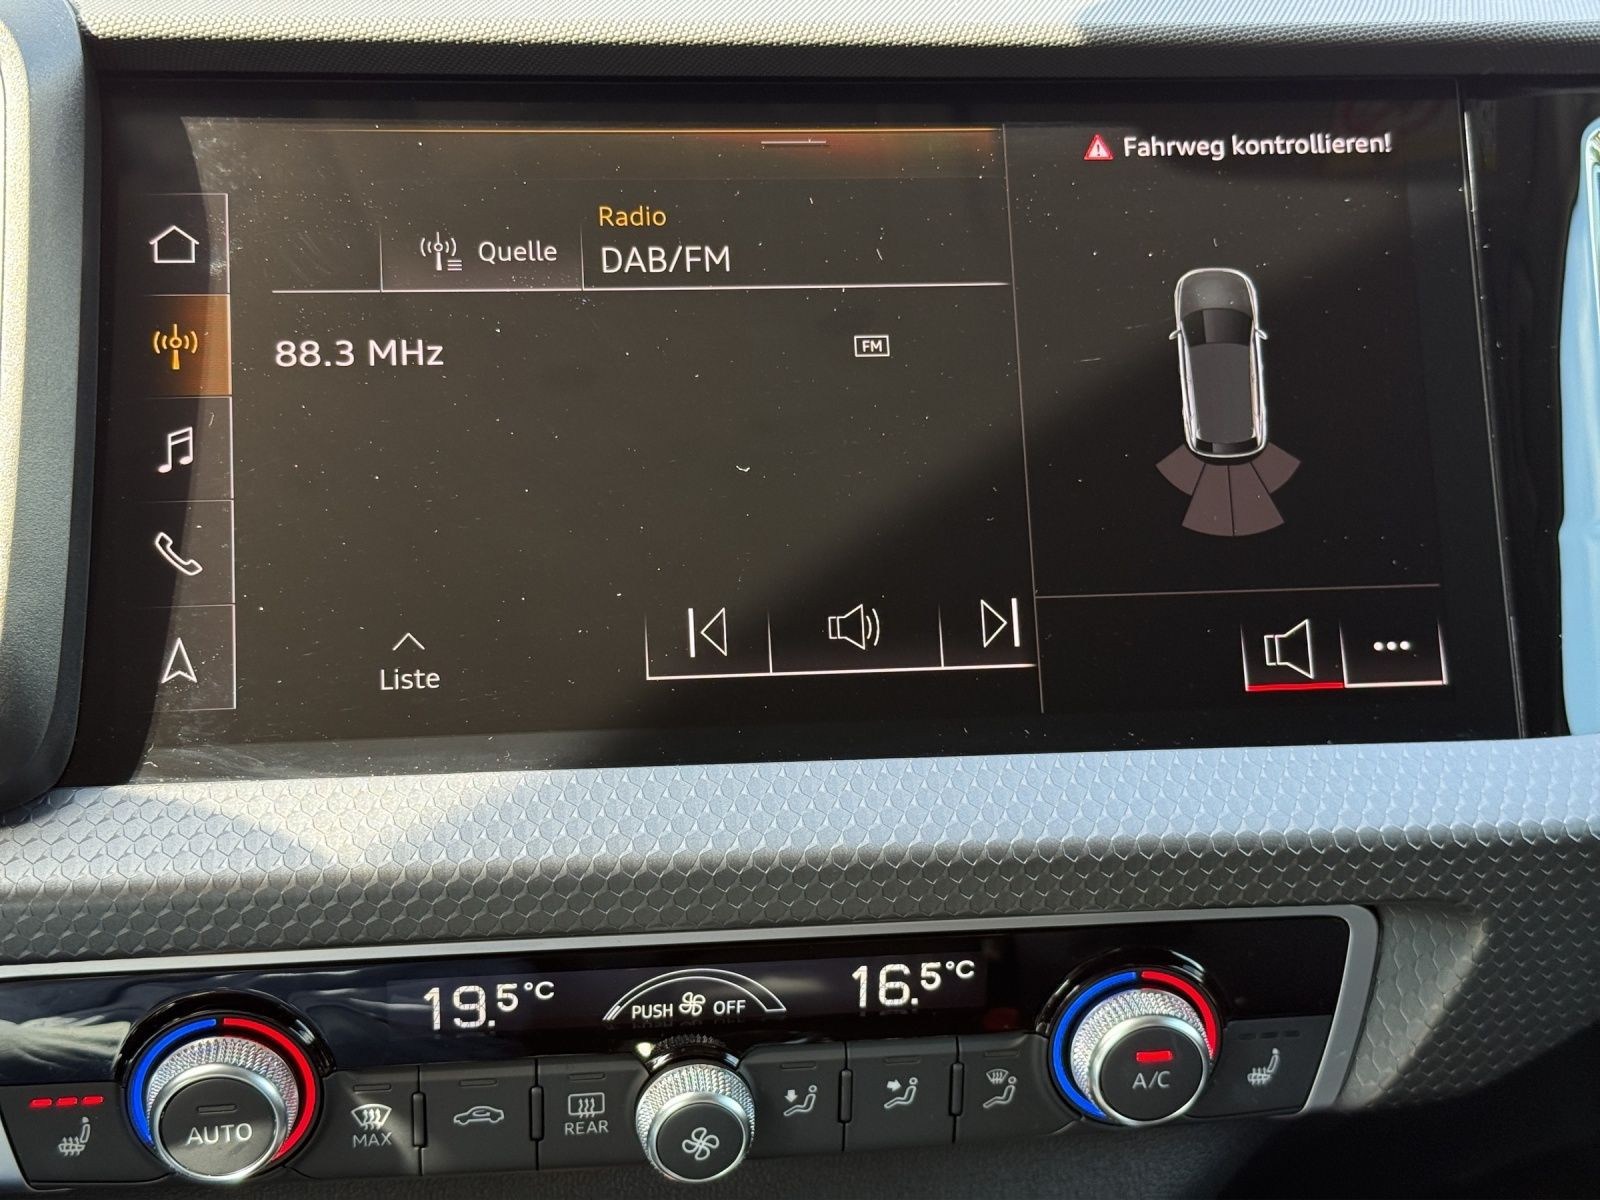 Fahrweg kontrollieren!
Radio
Quelle
DAB/FM
88.3 MHz
FM
Liste
19.5°C
PUSH OFF
16.5°C
AUTO
MAX
REAR
A/C